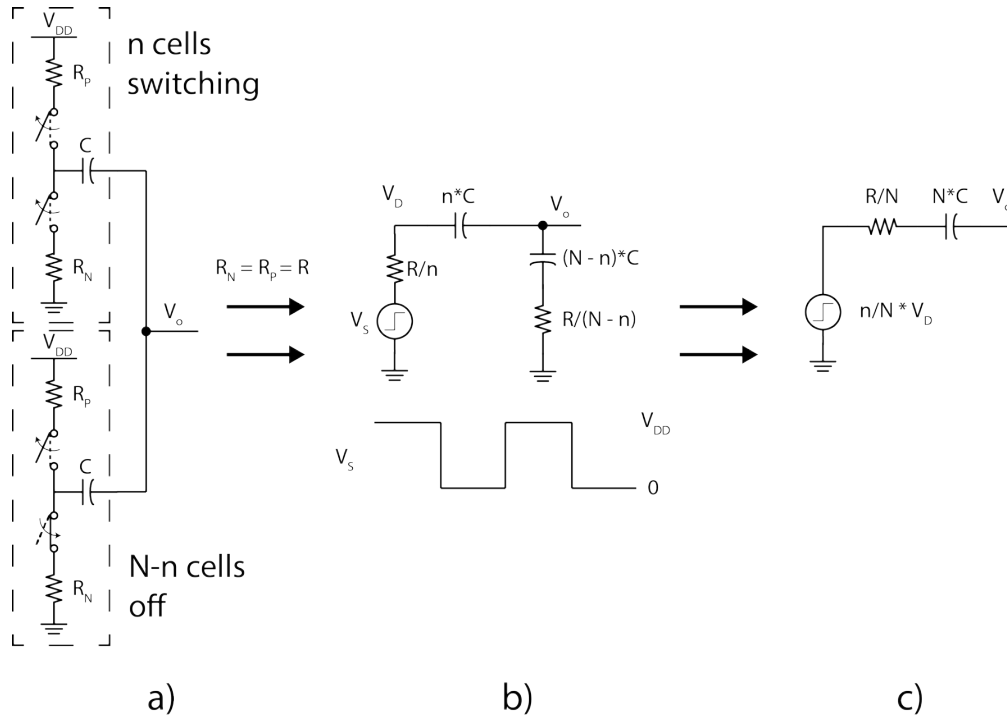 V_DD
R_P
C
R_N
n cells
switching
V_DD
R_P
C
R_N
N-n cells
off
V_o
a)
R_N = R_P = R
V_D
n*C
V_o
R/n
(N - n)*C
V_S
R/(N - n)
V_S
V_DD
0
b)
R/N
N*C
V_o
n/N * V_D
c)